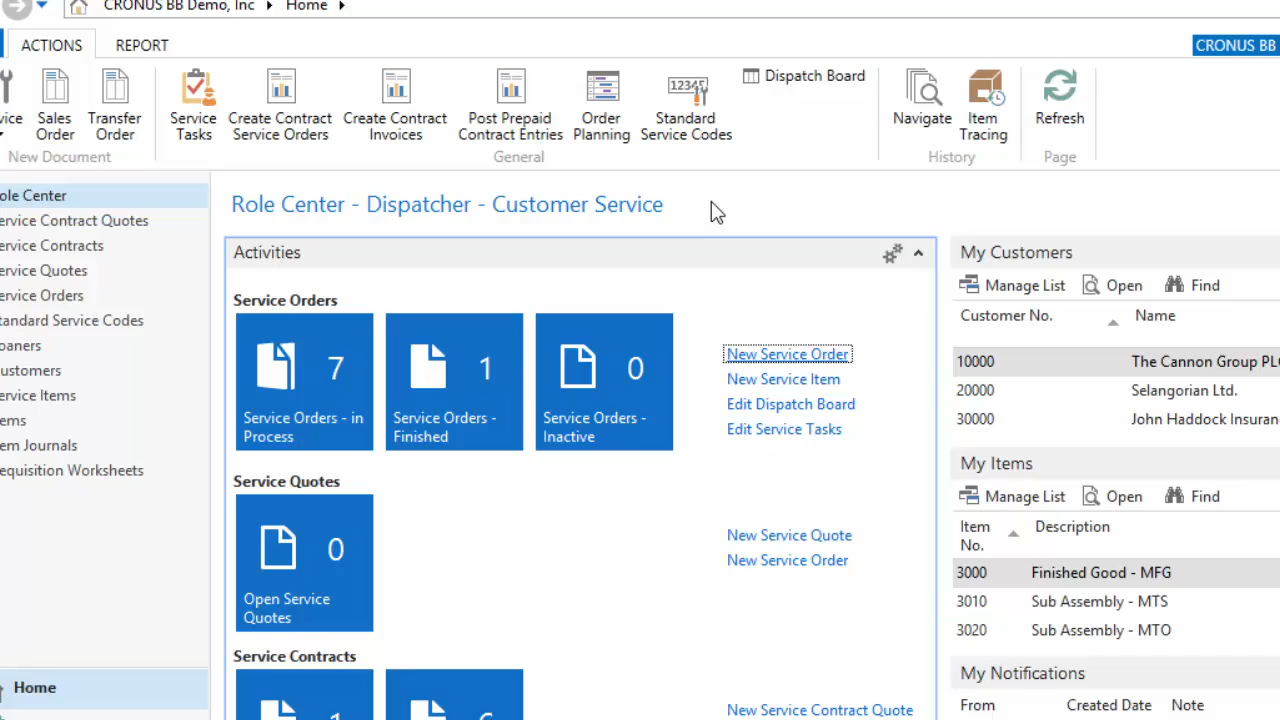 CRONUS BB Demo, Inc Home
ACTIONS REPORT CRONUS BB
vice
Sales Order
Transfer Order
Service Tasks
Create Contract Service Orders
Create Contract Invoices
Post Prepaid Contract Entries
Order Planning
12345
Standard Service Codes
Dispatch Board
Navigate
Item Tracing
Refresh
New Document General History Page
ole Center
ervice Contract Quotes
ervice Contracts
ervice Quotes
ervice Orders
tandard Service Codes
oaners
ustomers
ervice Items
ems
em Journals
equisition Worksheets
Home
Role Center - Dispatcher - Customer Service
Activities
Service Orders
7
Service Orders - in
Process
1
Service Orders -
Finished
0
Service Orders -
Inactive
New Service Order
New Service Item
Edit Dispatch Board
Edit Service Tasks
Service Quotes
0
Open Service
Quotes
New Service Quote
New Service Order
Service Contracts
1
6
New Service Contract Quote
My Customers
Manage List Open Find
Customer No. Name
10000 The Cannon Group PL
20000 Selangorian Ltd.
30000 John Haddock Insuran
My Items
Manage List Open Find
Item
No.
Description
3000 Finished Good - MFG
3010 Sub Assembly - MTS
3020 Sub Assembly - MTO
My Notifications
From Created Date Note